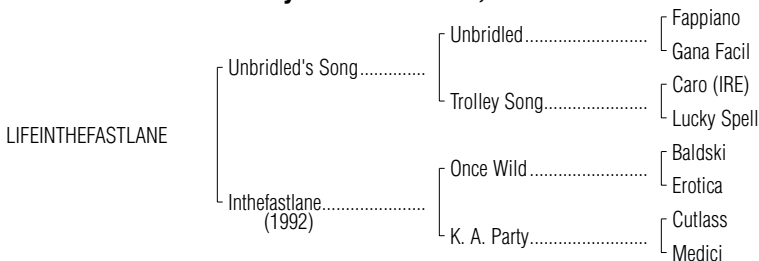 Fappiano
Unbridled
Gana Facil
Unbridled's Song
Caro (IRE)
Trolley Song
Lucky Spell
LIFEINTHEFASTLANE
Baldski
Once Wild
Erotica
Inthefastlane
(1992)
Cutlass
K. A. Party
Medici